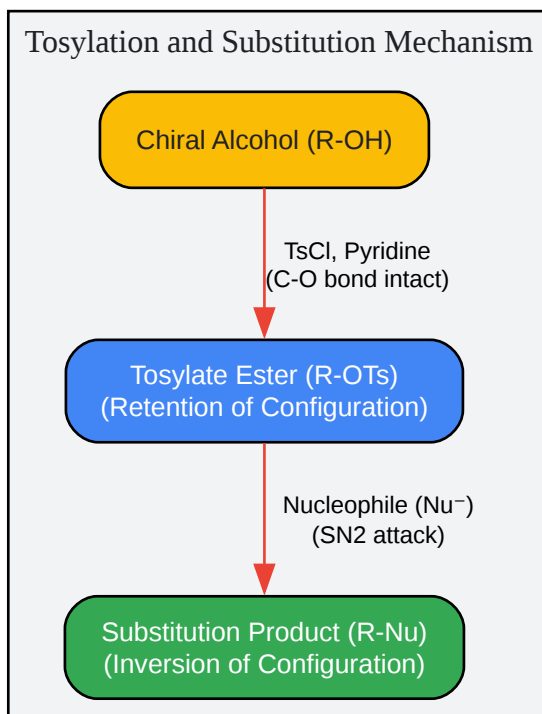 Tosylation and Substitution Mechanism
Chiral Alcohol (R-OH)
TsCl, Pyridine
(C-O bond intact)
Tosylate Ester (R-OTs)
(Retention of Configuration)
Nucleophile (Nu⁻)
(SN2 attack)
Substitution Product (R-Nu)
(Inversion of Configuration)